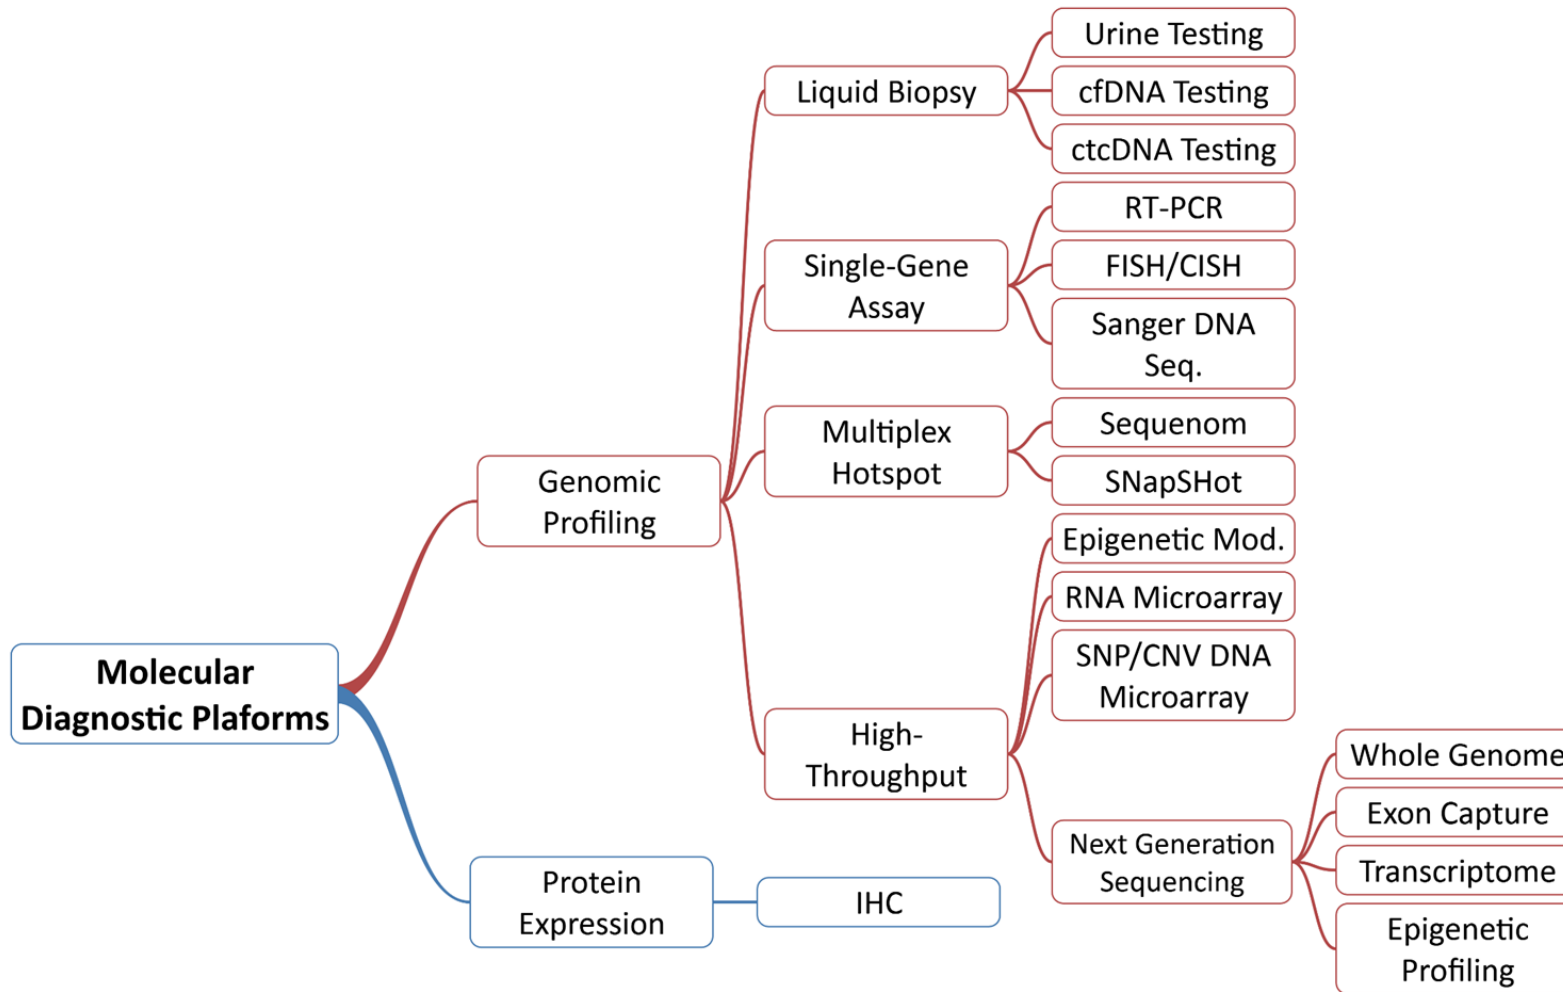 Urine Testing
Liquid Biopsy
cfDNA Testing
ctcDNA Testing
RT-PCR
Single-Gene
Assay
FISH/CISH
Sanger DNA
Seq.
Multiplex
Hotspot
Sequenom
SNapSHot
Genomic
Profiling
Epigenetic Mod.
RNA Microarray
SNP/CNV DNA
Microarray
Molecular
Diagnostic Plaforms
High-
Throughput
Whole Genome
Exon Capture
Next Generation
Sequencing
Transcriptome
Epigenetic
Profiling
Protein
Expression
IHC